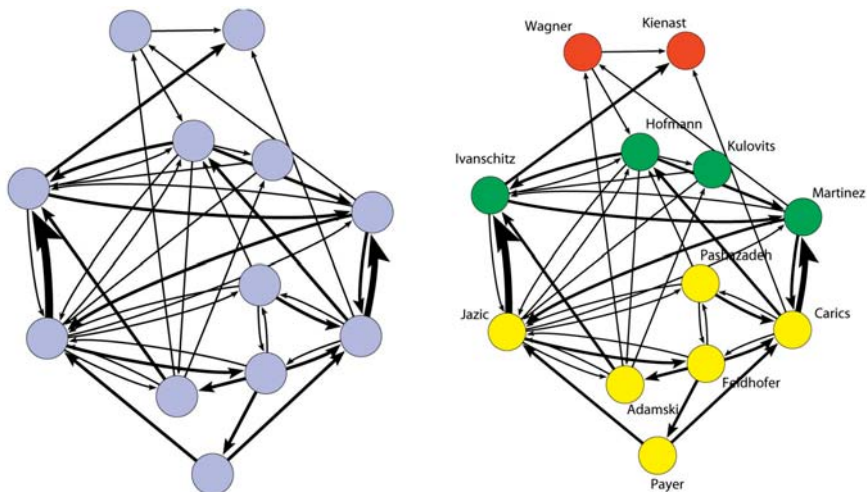 Wagner
Kienast
Hofmann
Kulovits
Ivanschitz
Martinez
Pashazadeh
Jazic
Carics
Feldhofer
Adamski
Payer